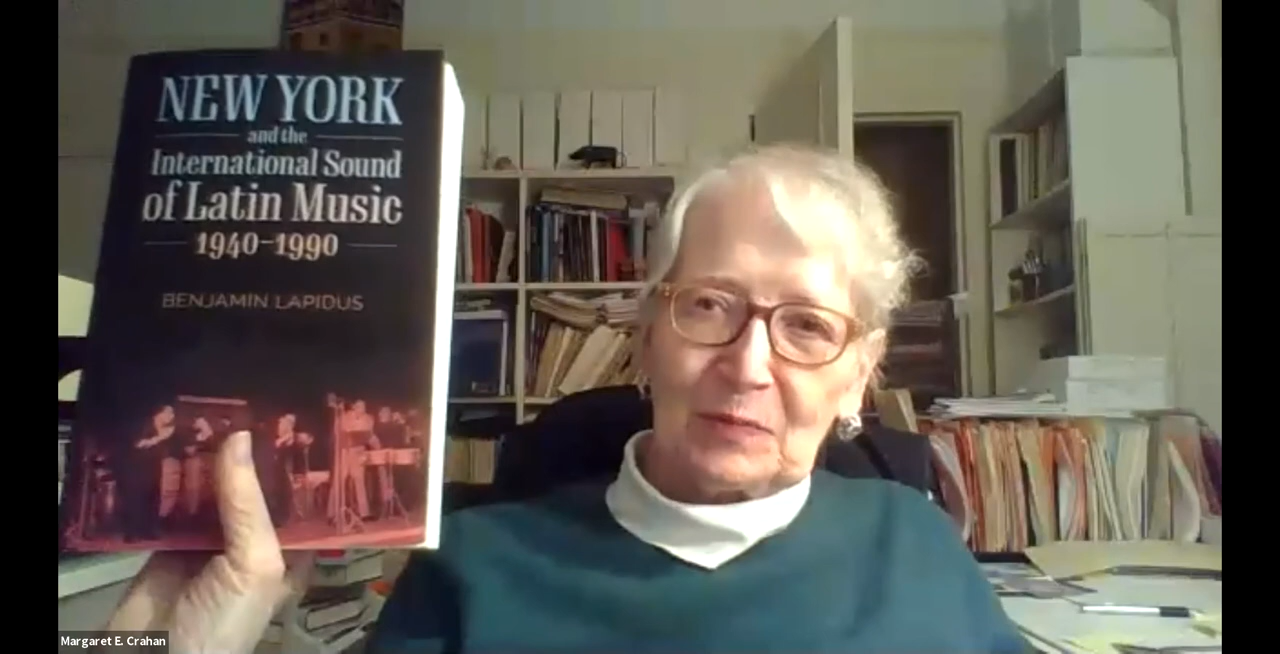 NEW YORK
and the
International Sound
of Latin Music
1940-1990
BENJAMIN LAPIDUS
Margaret E. Crahan